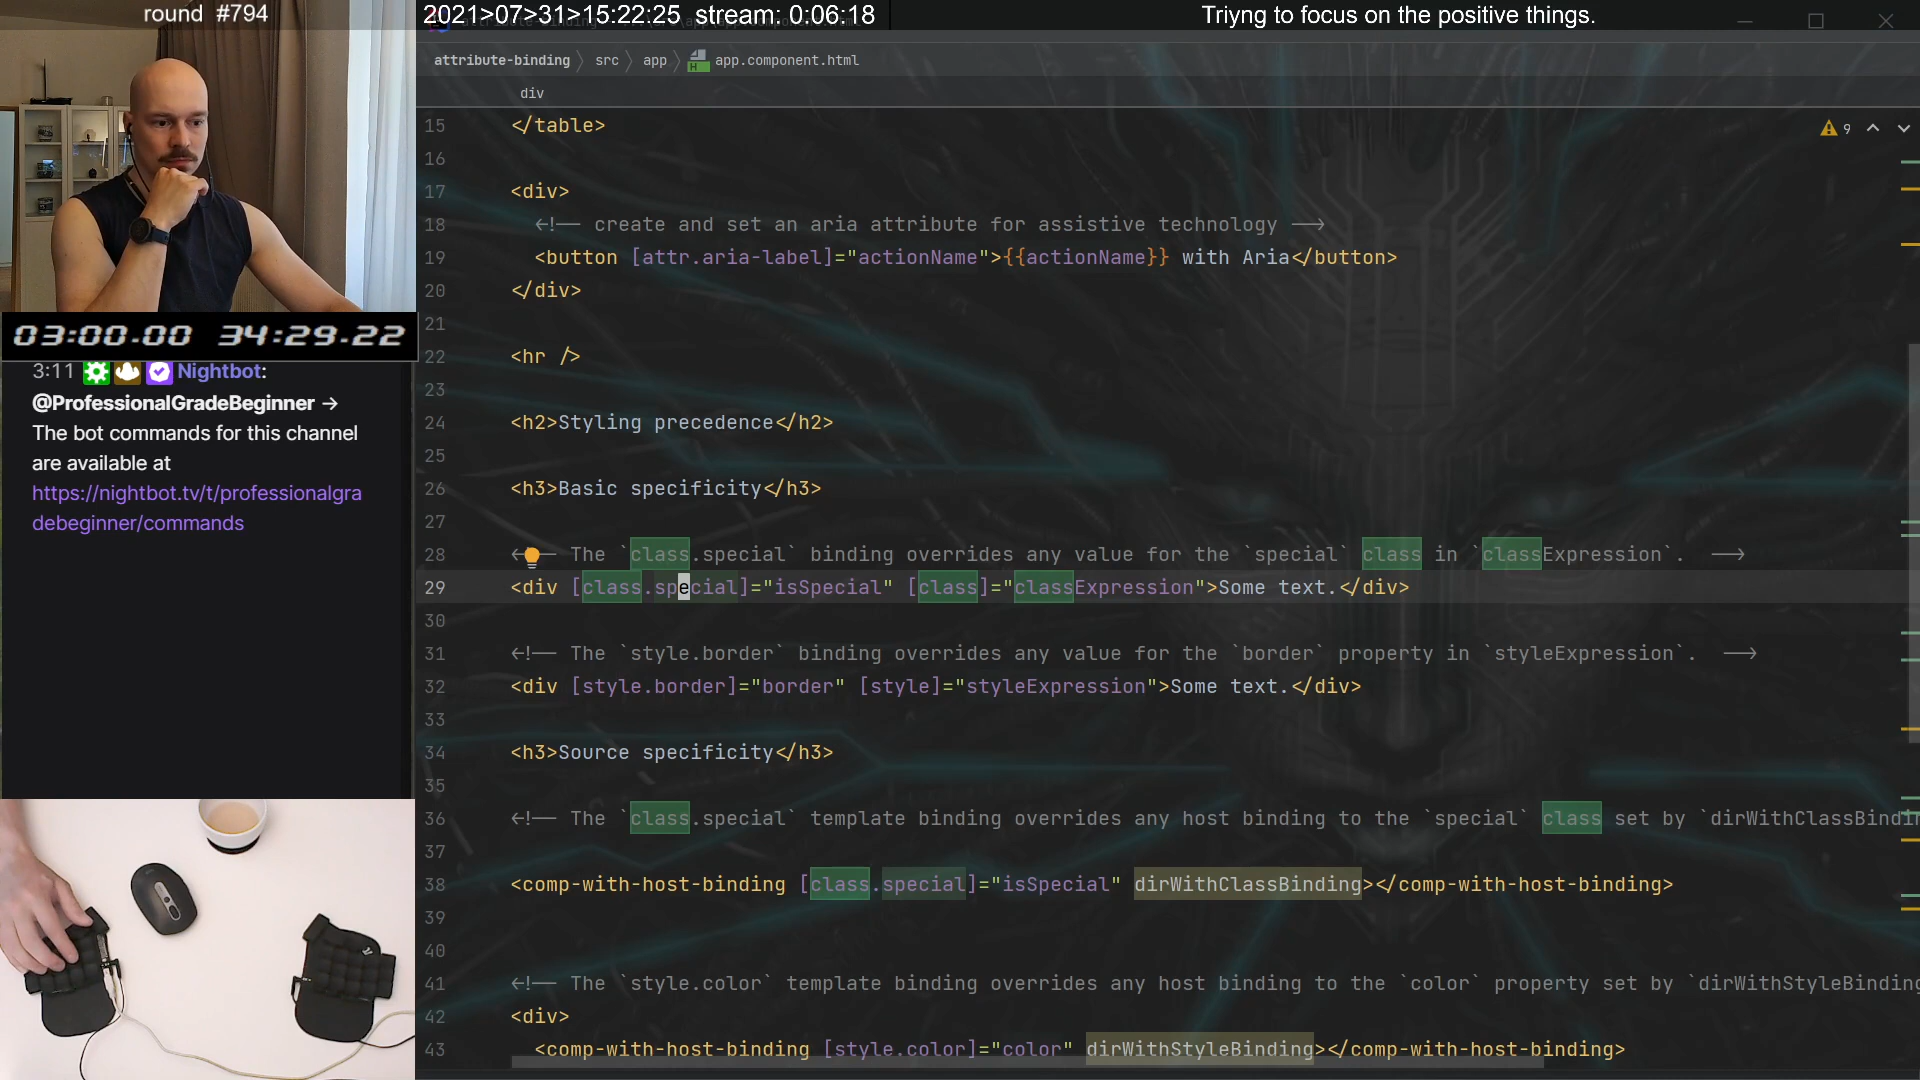 round #794
2021>07>31>15:22:25 stream: 0:06:18
Triyng to focus on the positive things.
attribute-binding src app app.component.html
div
15 </table>
16
17 <div>
18 <!-- create and set an aria attribute for assistive technology -->
19 <button [attr.aria-label]="actionName">{{actionName}} with Aria</button>
20 </div>
21
22 <hr />
23
24 <h2>Styling precedence</h2>
25
26 <h3>Basic specificity</h3>
27
28 <!-- The `class.special` binding overrides any value for the `special` class in `classExpression`. -->
29 <div [class.special]="isSpecial" [class]="classExpression">Some text.</div>
30
31 <!-- The `style.border` binding overrides any value for the `border` property in `styleExpression`. -->
32 <div [style.border]="border" [style]="styleExpression">Some text.</div>
33
34 <h3>Source specificity</h3>
35
36 <!-- The `class.special` template binding overrides any host binding to the `special` class set by `dirWithClassBindin
37
38 <comp-with-host-binding [class.special]="isSpecial" dirWithClassBinding></comp-with-host-binding>
39
40
41 <!-- The `style.color` template binding overrides any host binding to the `color` property set by `dirWithStyleBinding
42 <div>
43 <comp-with-host-binding [style.color]="color" dirWithStyleBinding></comp-with-host-binding>
9
03:00.00 34:29.22
3:11 Nightbot:
@ProfessionalGradeBeginner →
The bot commands for this channel
are available at
https://nightbot.tv/t/professionalgra
debeginner/commands